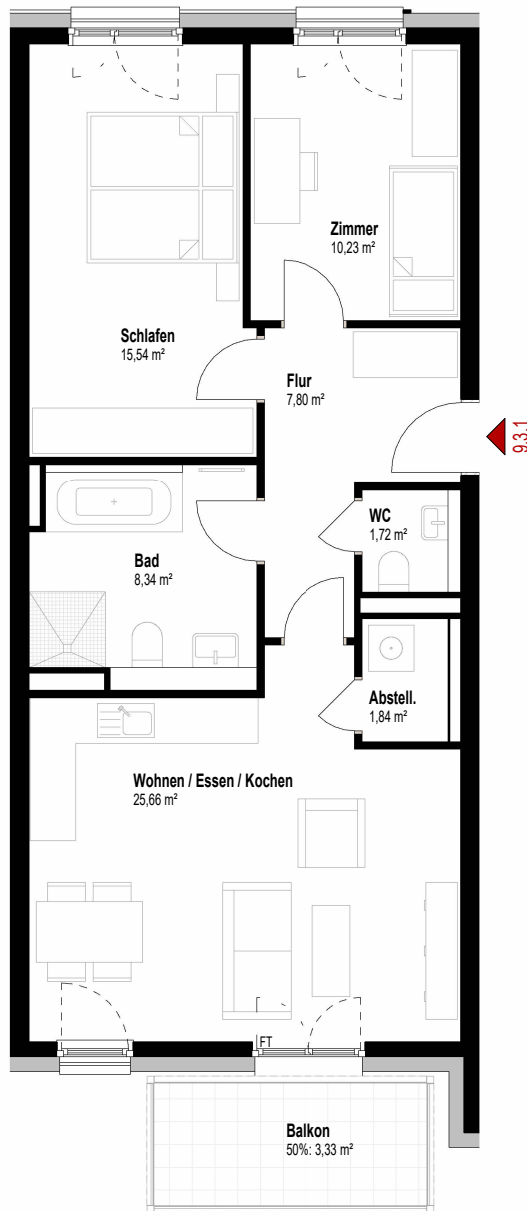 Zimmer
10,23 m²
Schlafen
15,54 m²
Flur
7,80 m²
9.3.1
WC
1,72 m²
Bad
8,34 m²
Abstell.
1,84 m²
Wohnen / Essen / Kochen
25,66 m²
FT
Balkon
50%: 3,33 m²